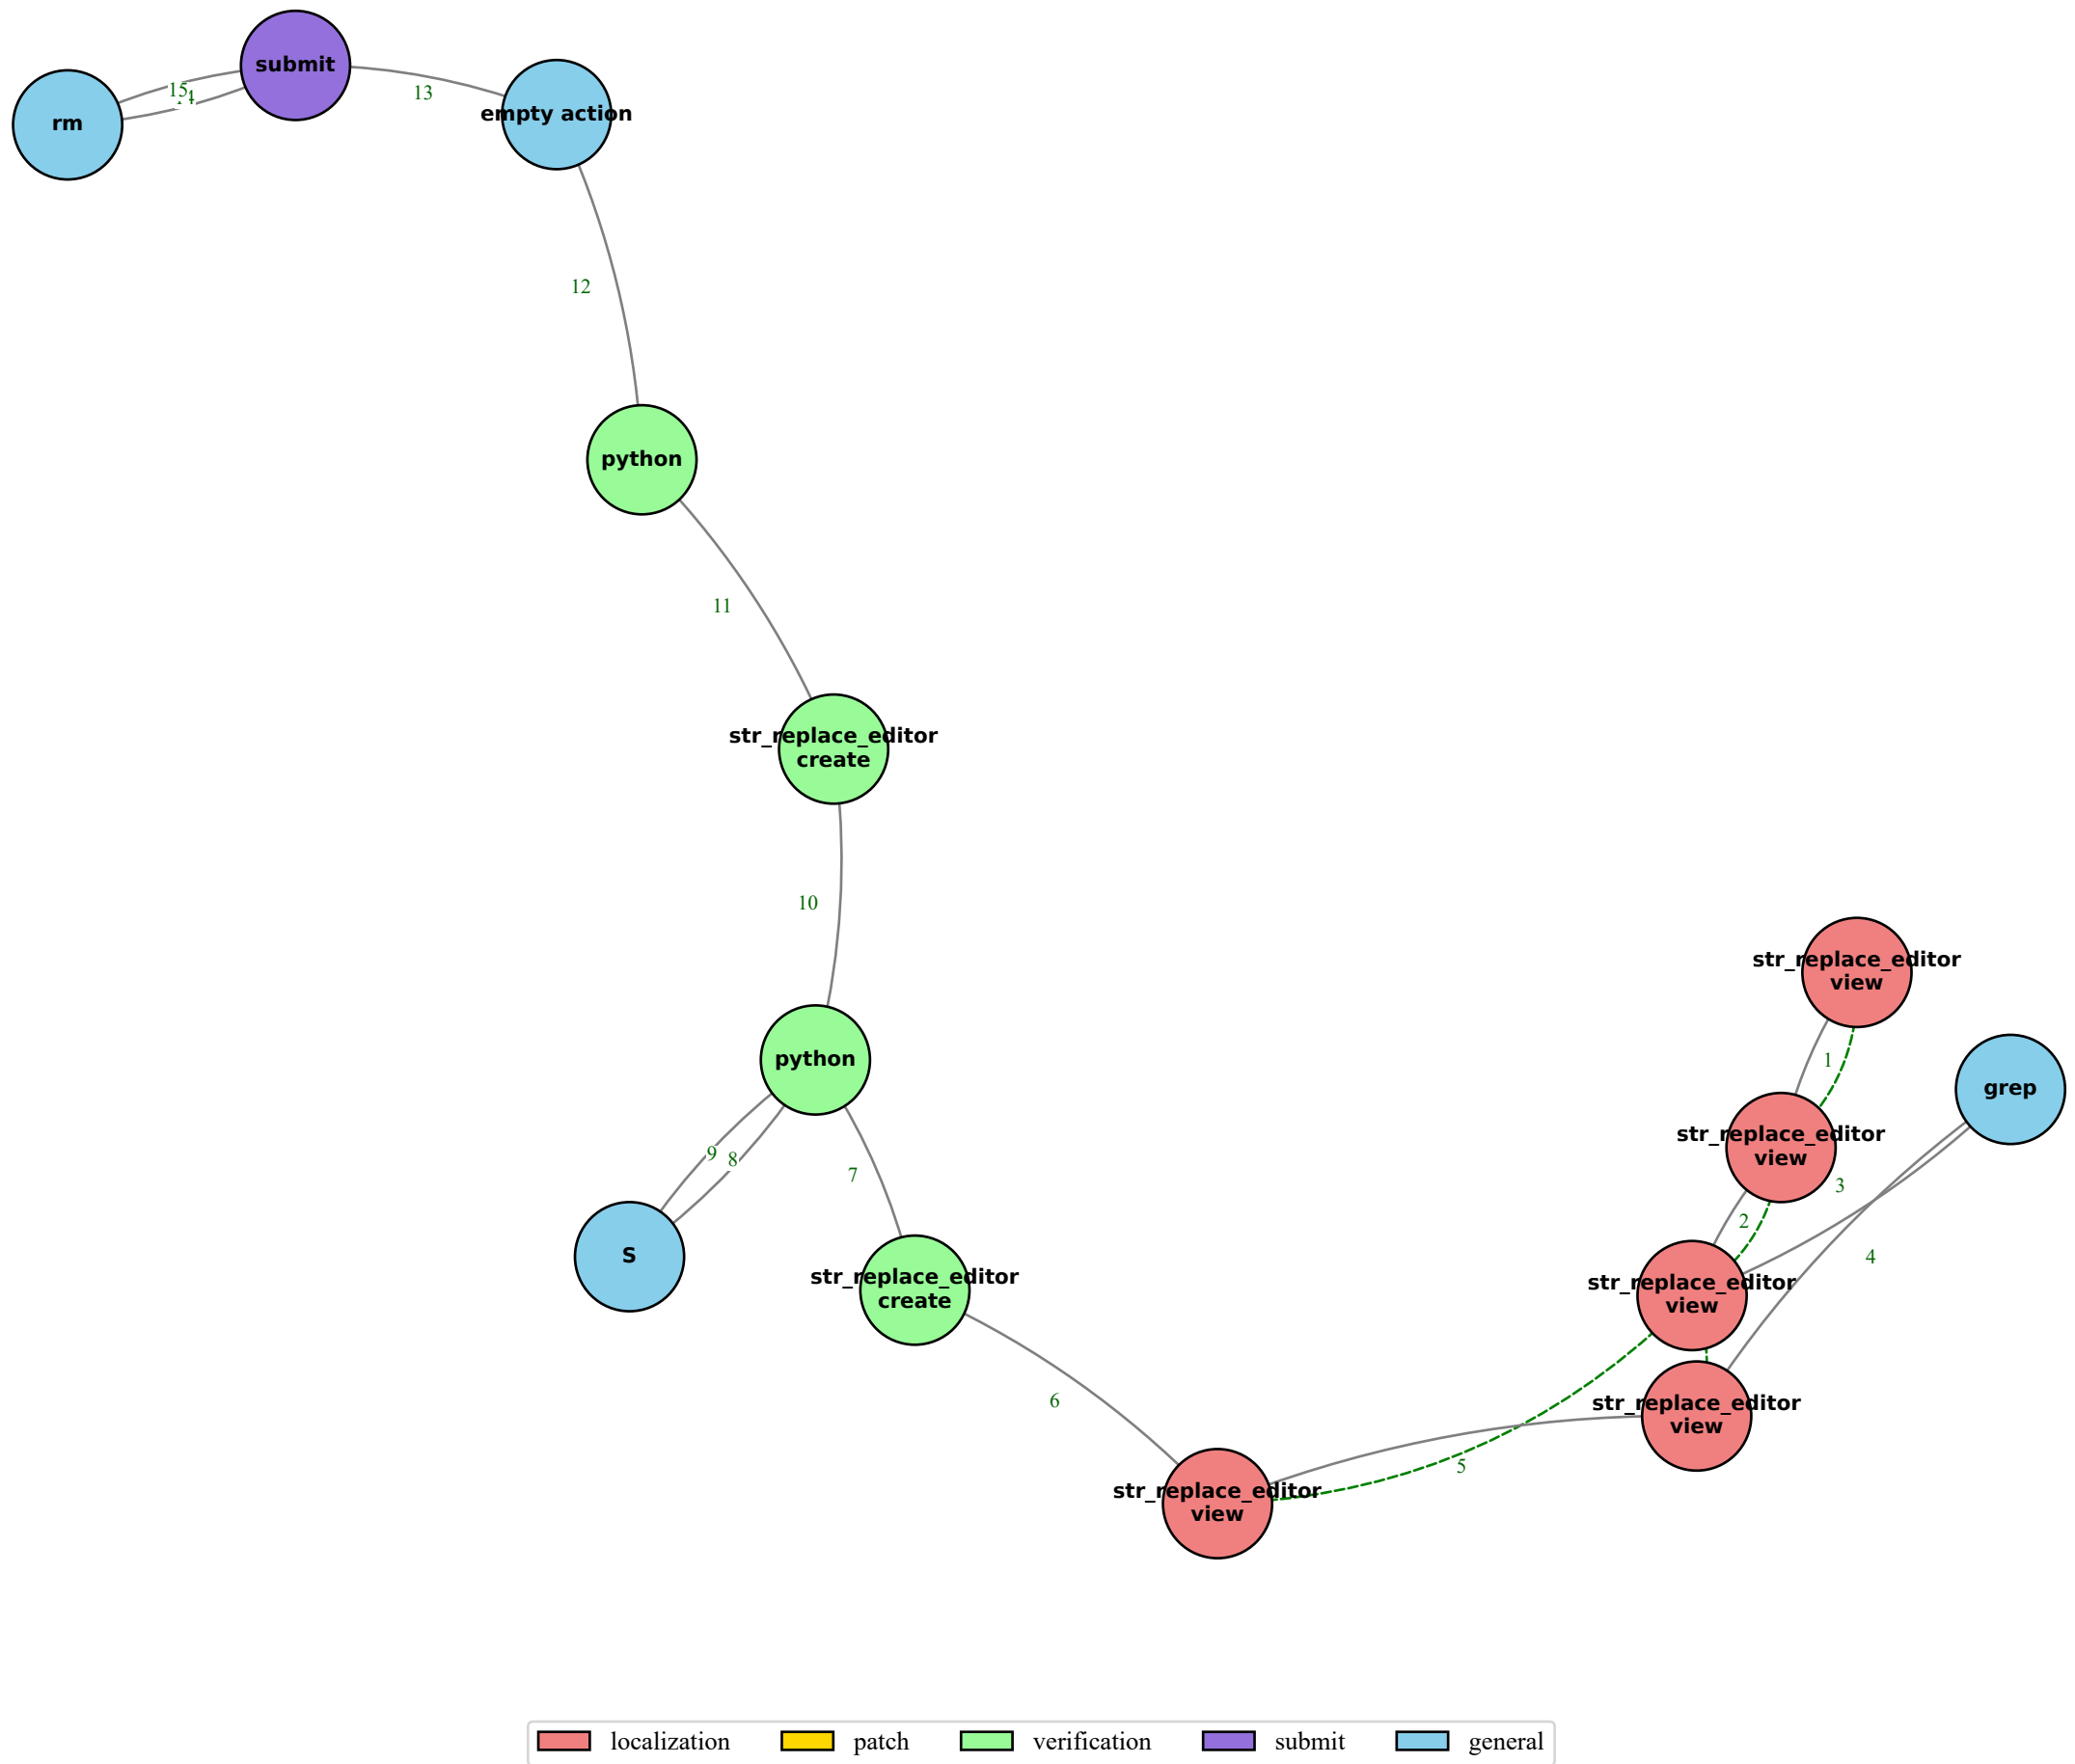 submit
rm
empty action
15
13
12
python
11
str_replace_editor
create
10
python
9
8
7
S
str_replace_editor
create
6
str_replace_editor
view
1
grep
str_replace_editor
view
3
2
4
str_replace_editor
view
str_replace_editor
view
5
str_replace_editor
view
localization
patch
verification
submit
general